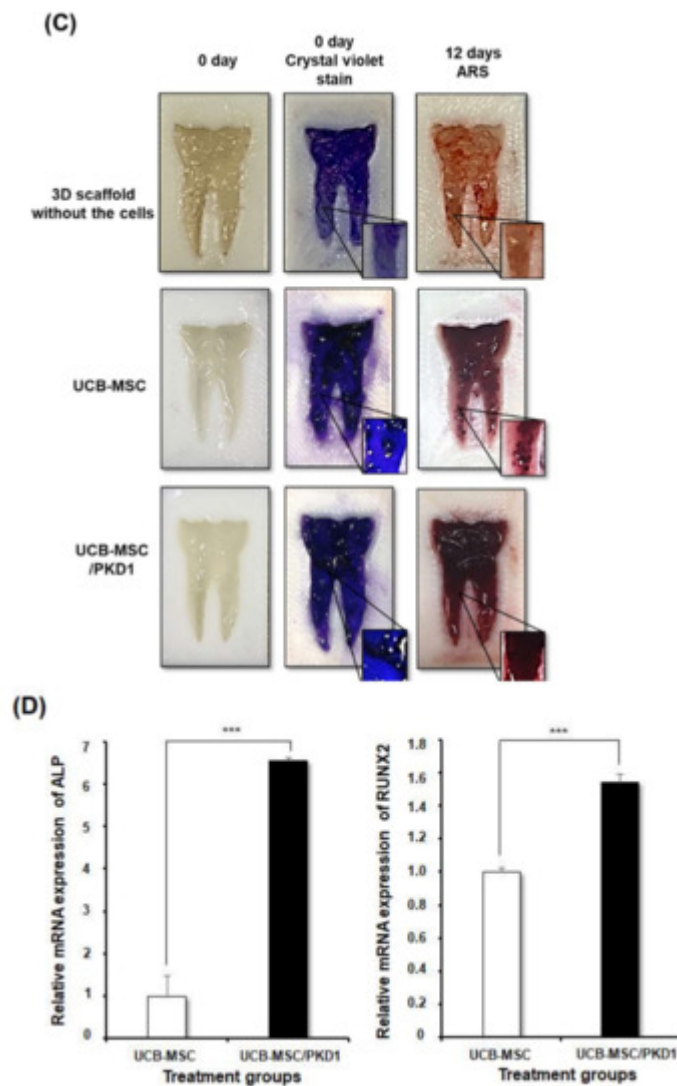 (C)
0 day
0 day
Crystal violet
stain
12 days
ARS
3D scaffold
without the cells
UCB-MSC
UCB-MSC
/PKD1
(D)
Relative mRNA expression of ALP
7
6
5
4
3
2
1
0
***
UCB-MSC
UCB-MSC/PKD1
Treatment groups
Relative mRNA expression of RUNX2
1.8
1.6
1.4
1.2
1.0
0.8
0.6
0.4
0.2
0
***
UCB-MSC
UCB-MSC/PKD1
Treatment groups